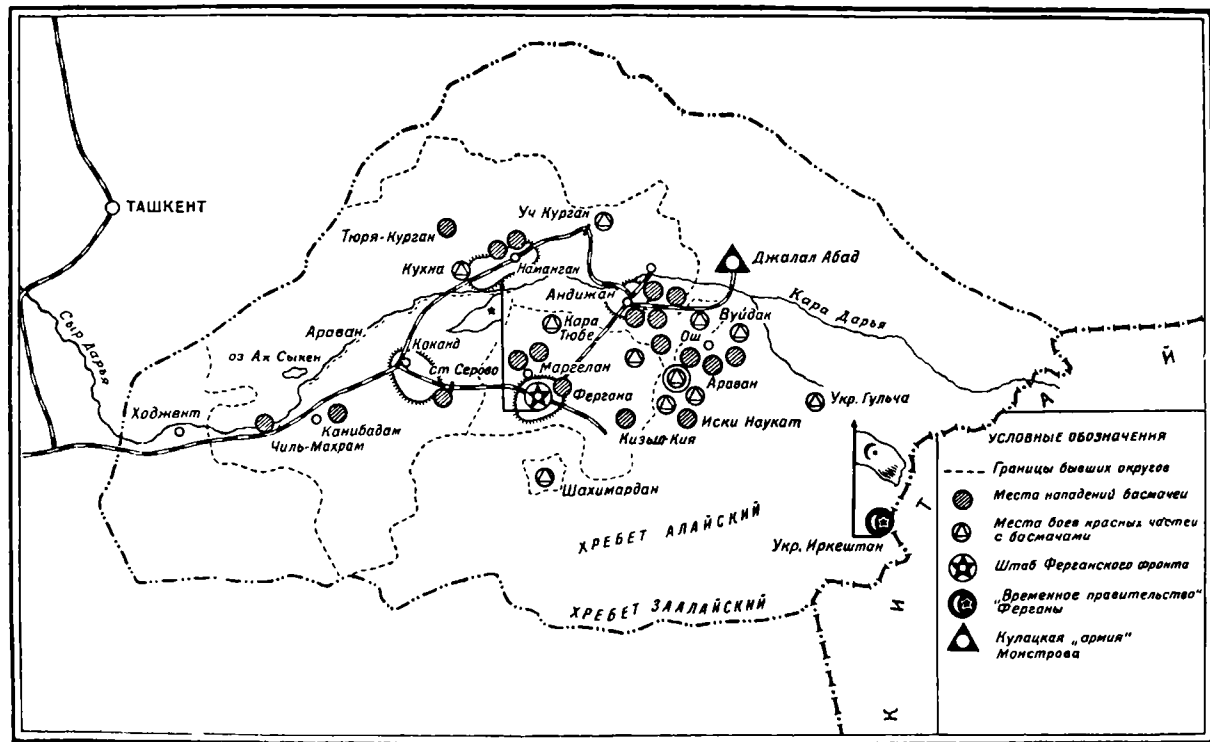 ТАШКЕНТ
Сыр Дарья
Ходжент
Чиль-Махрам
Канибадам
оз Ак Сыкен
Араван
Коканд
ст Серово
Тюря-Курган
Кухна
Наманган
Уч Курган
Андижан
Кара
Тюбе
Маргелан
Фергана
Джалал Абад
Кара Дарья
Вуйдак
Ош
Араван
Укр. Гульча
Иски Наукат
Кизыл-Кия
Шахимардан
ХРЕБЕТ АЛАЙСКИЙ
ХРЕБЕТ ЗААЛАЙСКИЙ
Укр. Иркештан
КИТАЙ
УСЛОВНЫЕ ОБОЗНАЧЕНИЯ
Границы бывших округов
Места нападений басмачеи
Места боев красных частей
с басмачами
Штаб Ферганского фронта
„Временное правительство"
Ферганы
Кулацкая „армия"
Монстрова